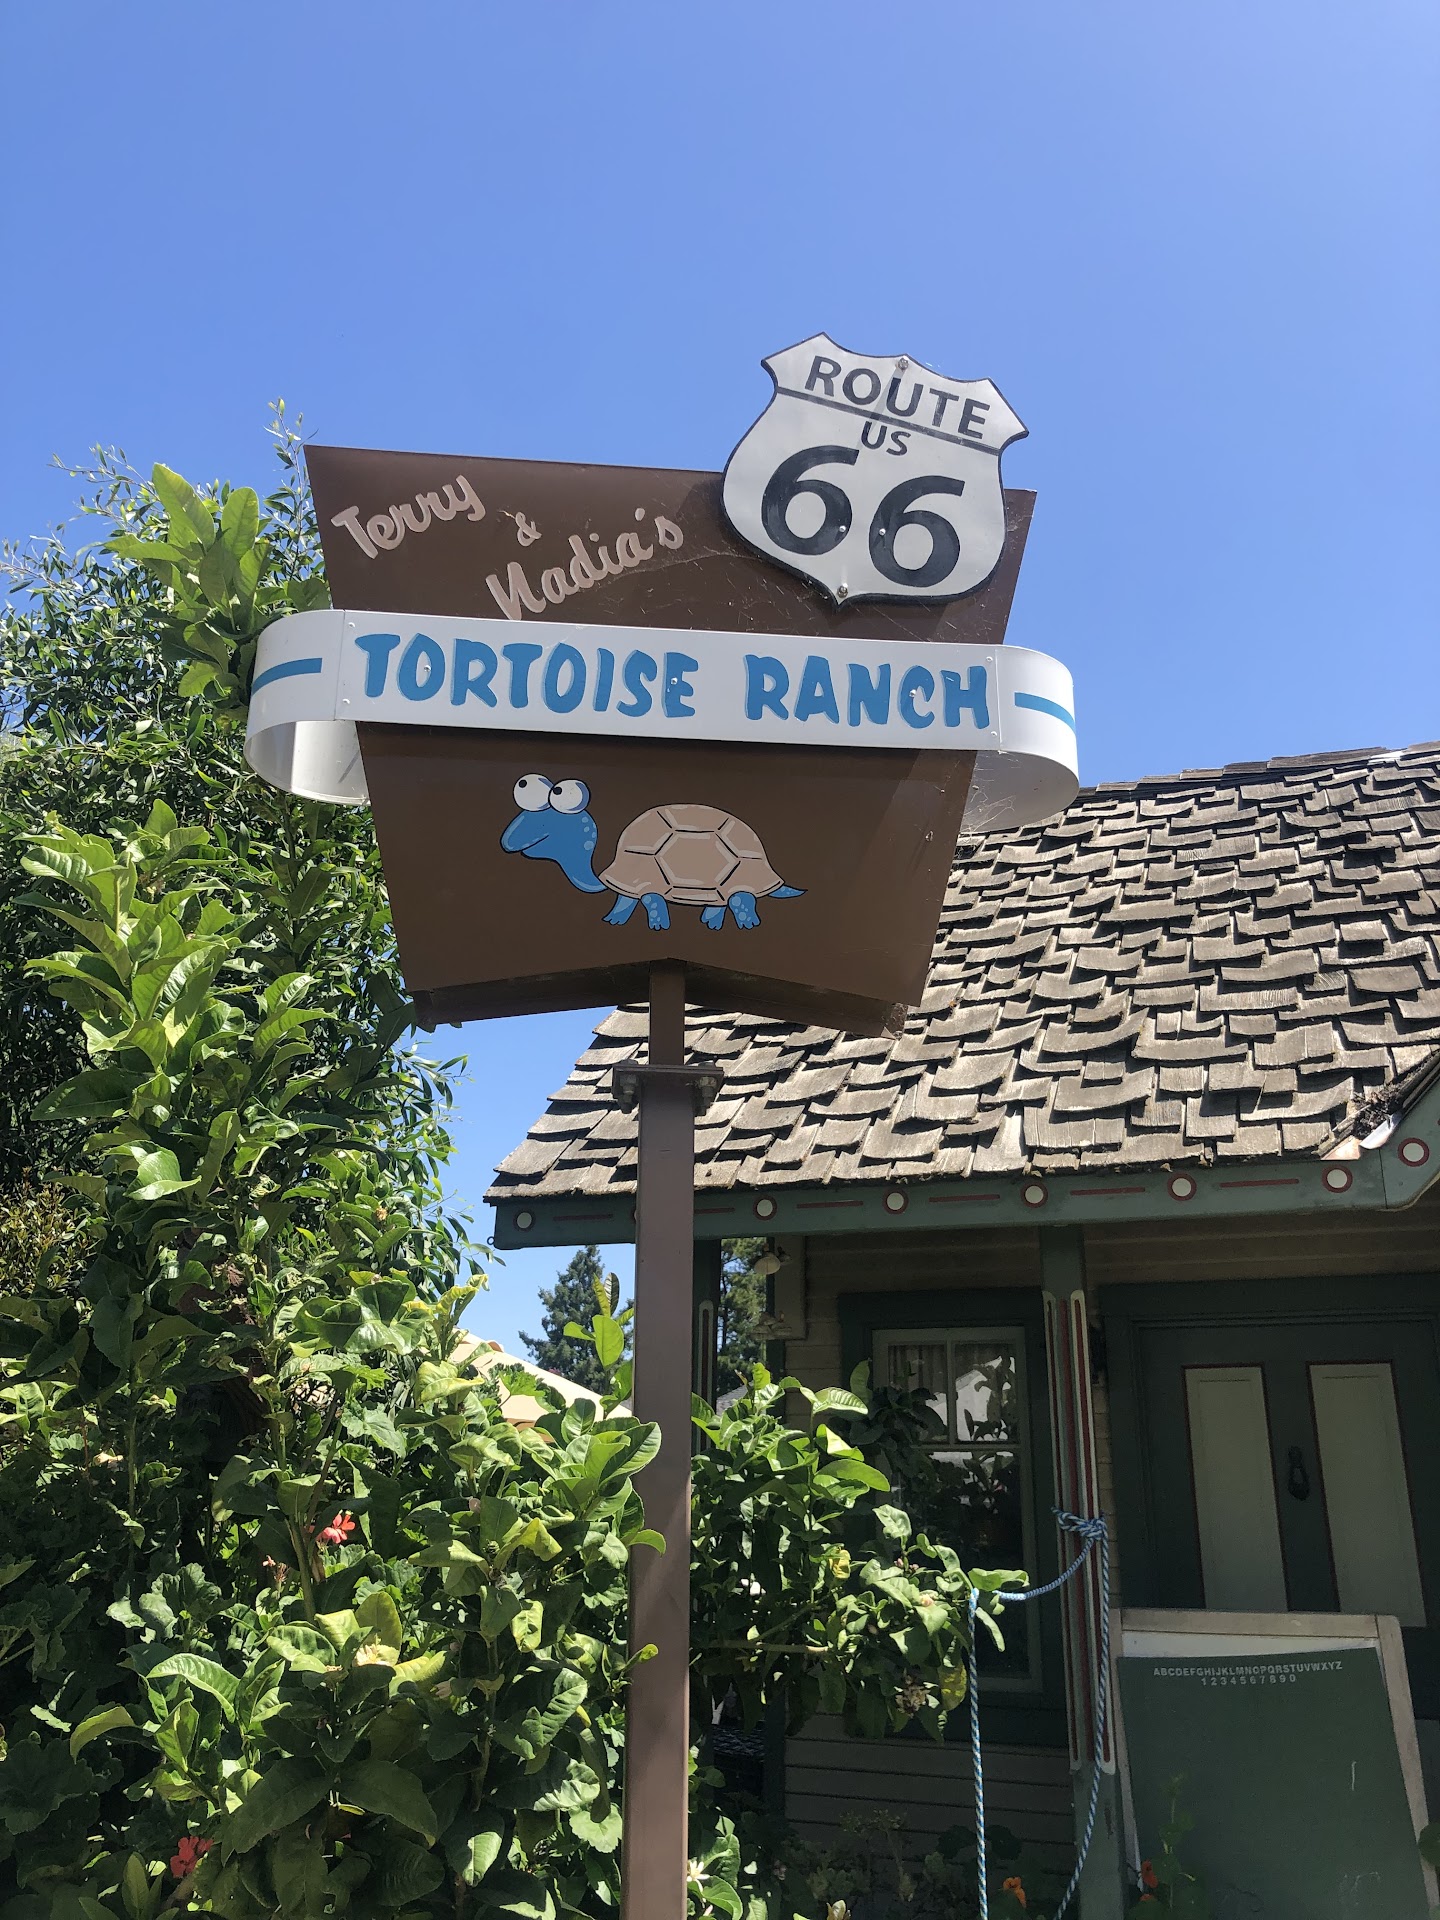 ROUTE
US
66
Terry
&
Nadia's
TORTOISE RANCH
ABCDEFGHIJKLMNOPQRSTUVWXYZ
1234567890